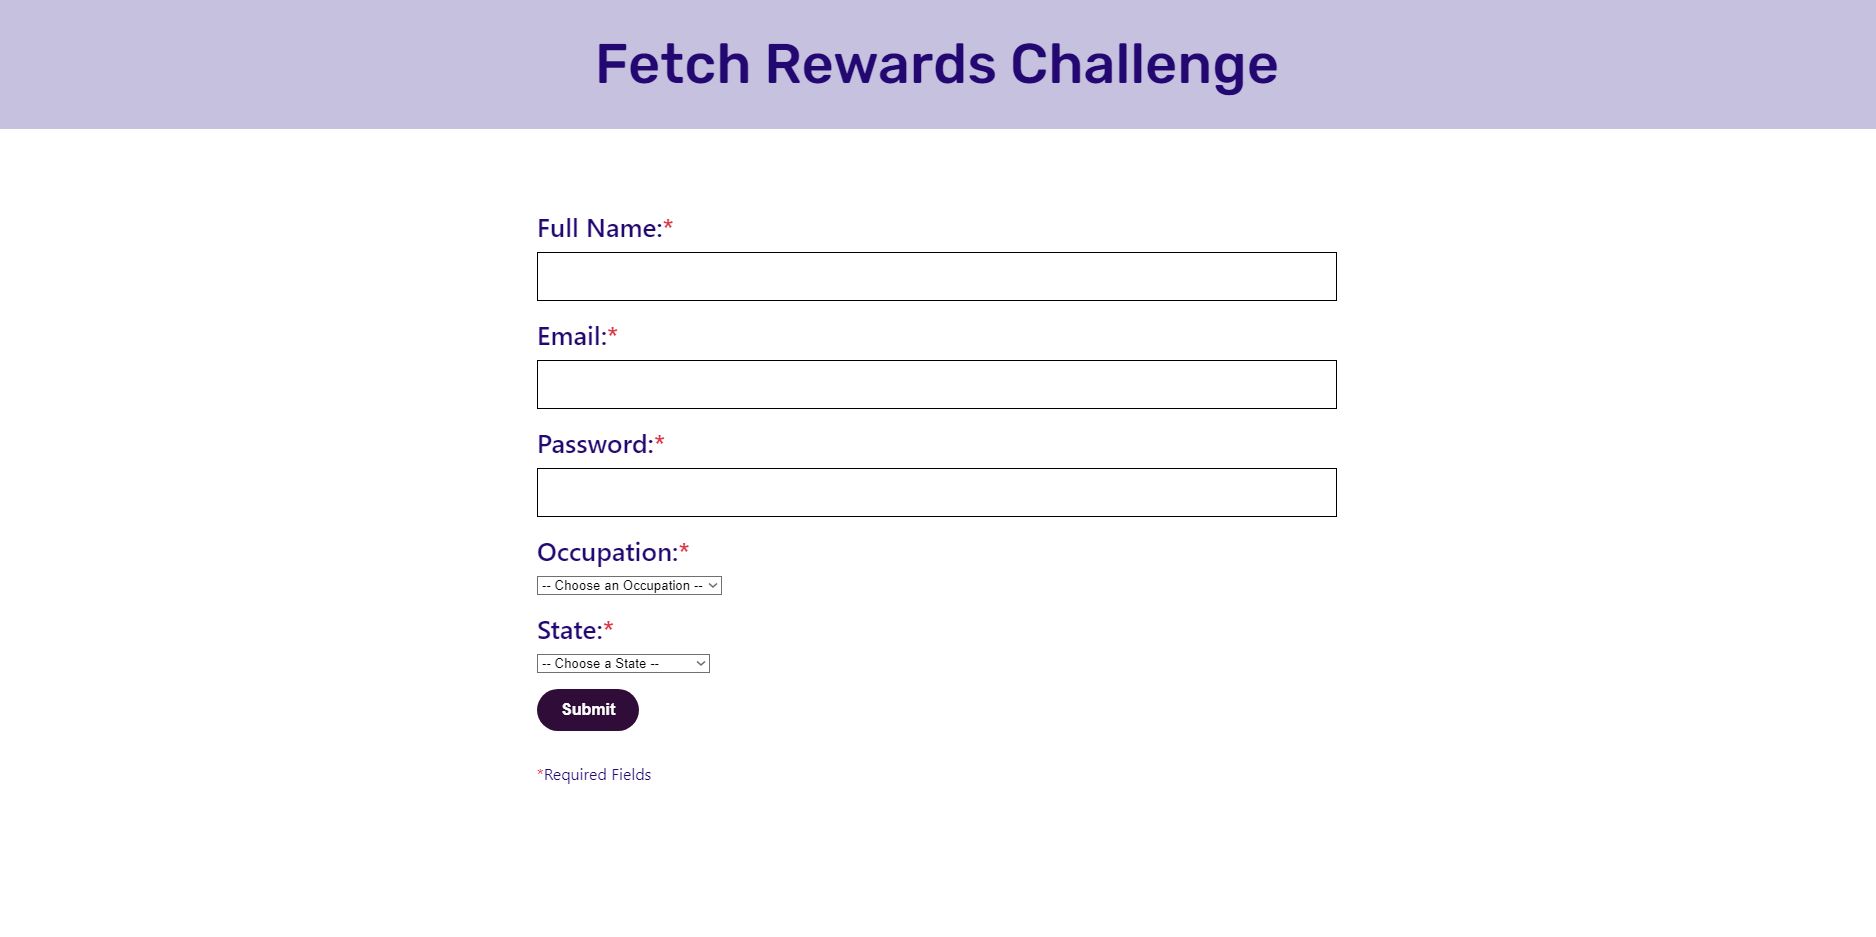 Fetch Rewards Challenge
Full Name:*
Email:*
Password:*
Occupation:*
-- Choose an Occupation --
State:*
-- Choose a State --
Submit
*Required Fields